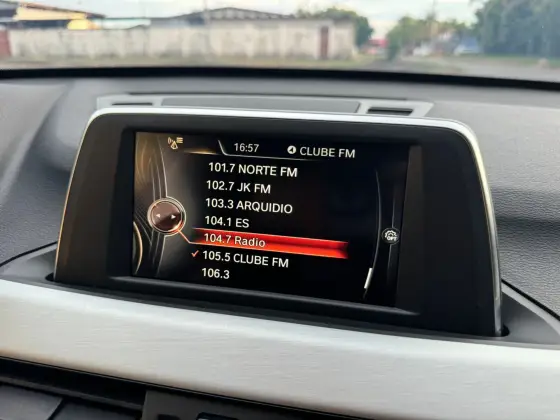 16:57 CLUBE FM
101.7 NORTE FM
102.7 JK FM
103.3 ARQUIDIO
104.1 ES
104.7 Radio
105.5 CLUBE FM
106.3
OFF